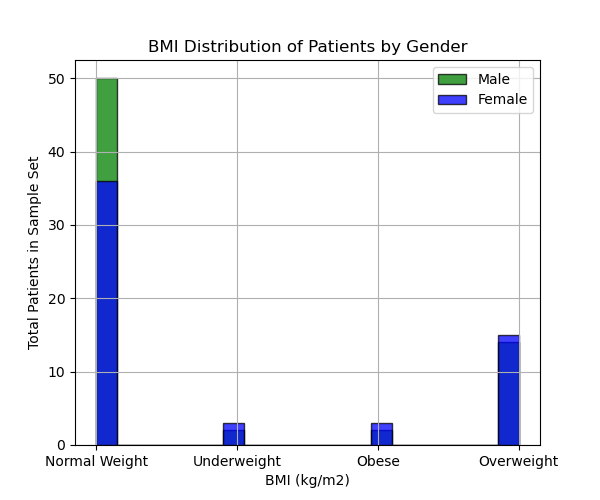 BMI Distribution of Patients by Gender
Male
Female
Total Patients in Sample Set
50
40
30
20
10
0
Normal Weight Underweight Obese Overweight
BMI (kg/m2)